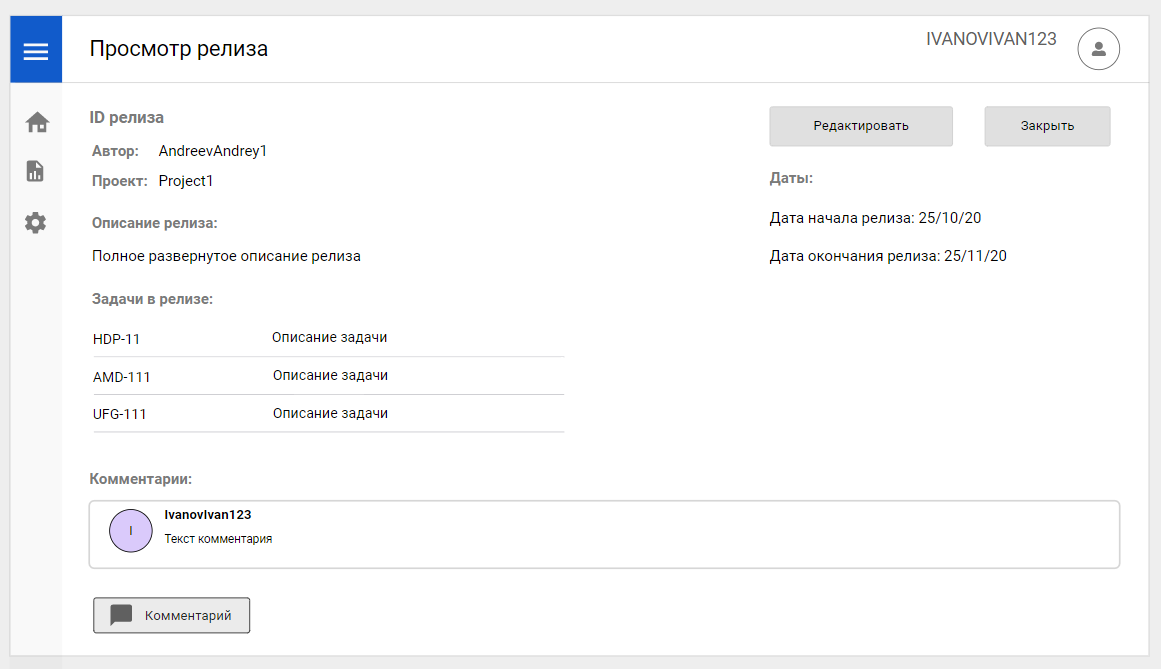 Просмотр релиза
IVANOVIVAN123
ID релиза
Редактировать
Закрыть
Автор: AndreevAndrey1
Проект: Project1
Даты:
Описание релиза:
Дата начала релиза: 25/10/20
Полное развернутое описание релиза
Дата окончания релиза: 25/11/20
Задачи в релизе:
HDP-11 Описание задачи
AMD-111 Описание задачи
UFG-111 Описание задачи
Комментарии:
I
IvanovIvan123
Текст комментария
Комментарий